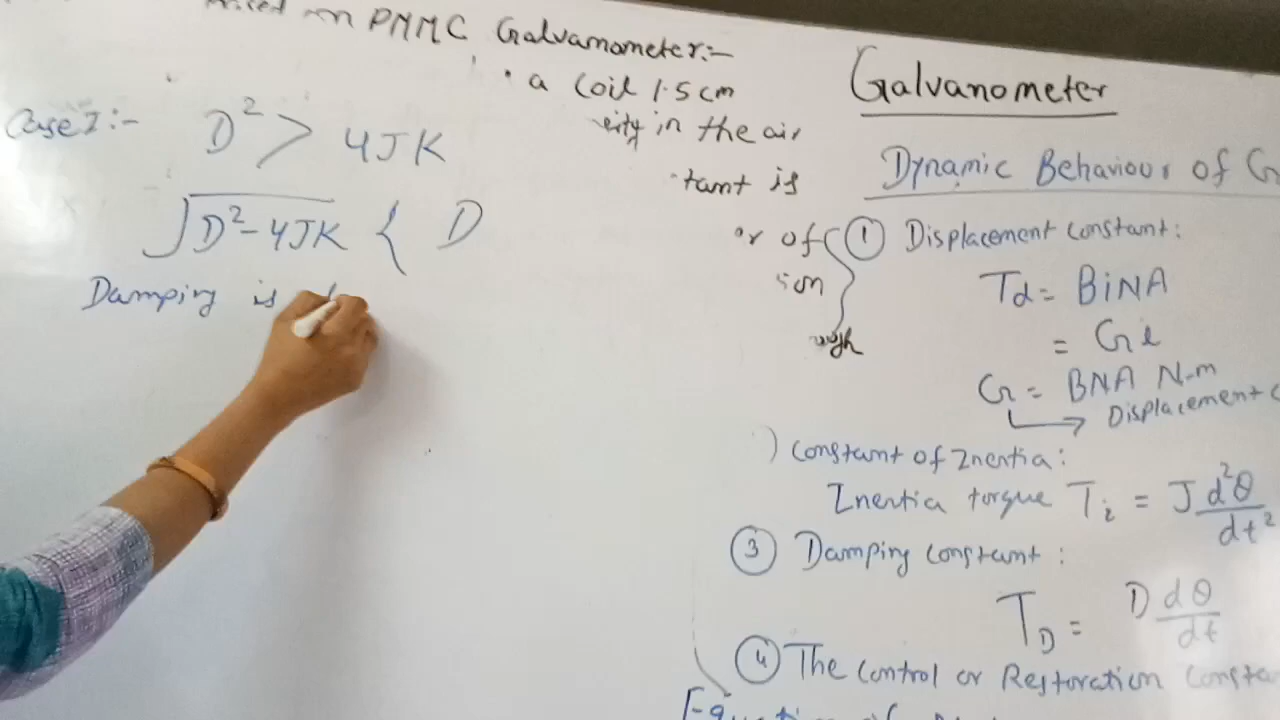 on PMMC Galvanometer:-
a coil 1.5 cm
in the air
tant is
or of
Case I:- D² > 4JK
√D²-4JK < D
Damping is
Galvanometer
Dynamic Behaviour of G
① Displacement constant:
Td = BiNA
= Gi
G = BNA N-m
Displacement C
) Constant of Inertia:
Inertia torque Ti = J d²θ/dt²
③ Damping constant:
TD = D dθ/dt
④ The Control or Restoration Consta